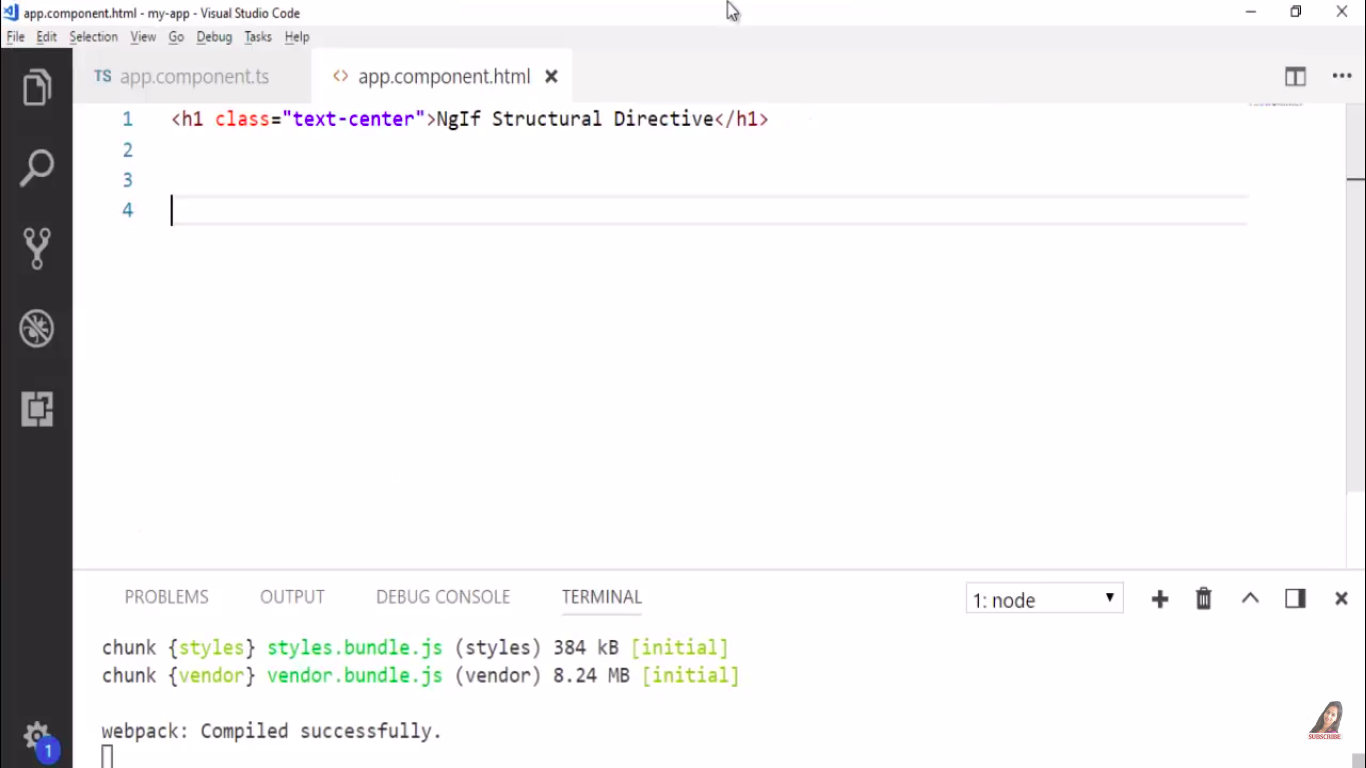 app.component.html - my-app - Visual Studio Code
File Edit Selection View Go Debug Tasks Help
TS app.component.ts <> app.component.html
1 <h1 class="text-center">NgIf Structural Directive</h1>
2
3
4
PROBLEMS OUTPUT DEBUG CONSOLE TERMINAL 1: node
chunk {styles} styles.bundle.js (styles) 384 kB [initial]
chunk {vendor} vendor.bundle.js (vendor) 8.24 MB [initial]
webpack: Compiled successfully.
SUBSCRIBE
1